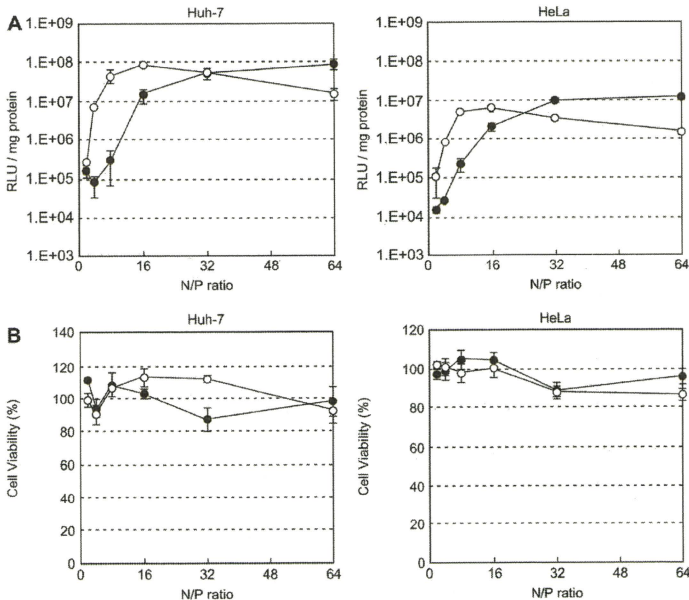 A
Huh-7
1.E+09
1.E+08
1.E+07
1.E+06
1.E+05
1.E+04
1.E+03
RLU / mg protein
0 16 32 48 64
N/P ratio
HeLa
1.E+09
1.E+08
1.E+07
1.E+06
1.E+05
1.E+04
1.E+03
RLU / mg protein
0 16 32 48 64
N/P ratio
B
Huh-7
140
120
100
80
60
40
20
0
Cell Viability (%)
0 16 32 48 64
N/P ratio
HeLa
120
100
80
60
40
20
0
Cell Viability (%)
0 16 32 48 64
N/P ratio